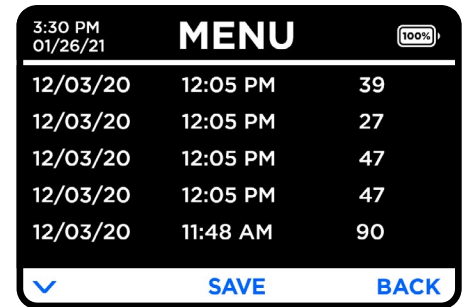 3:30 PM MENU 100%
01/26/21
12/03/20 12:05 PM 39
12/03/20 12:05 PM 27
12/03/20 12:05 PM 47
12/03/20 12:05 PM 47
12/03/20 11:48 AM 90
SAVE BACK